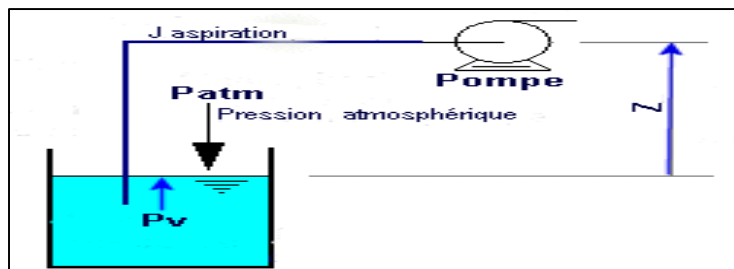 J aspiration
Pompe
Patm
Pression atmosphérique
Z
Pv